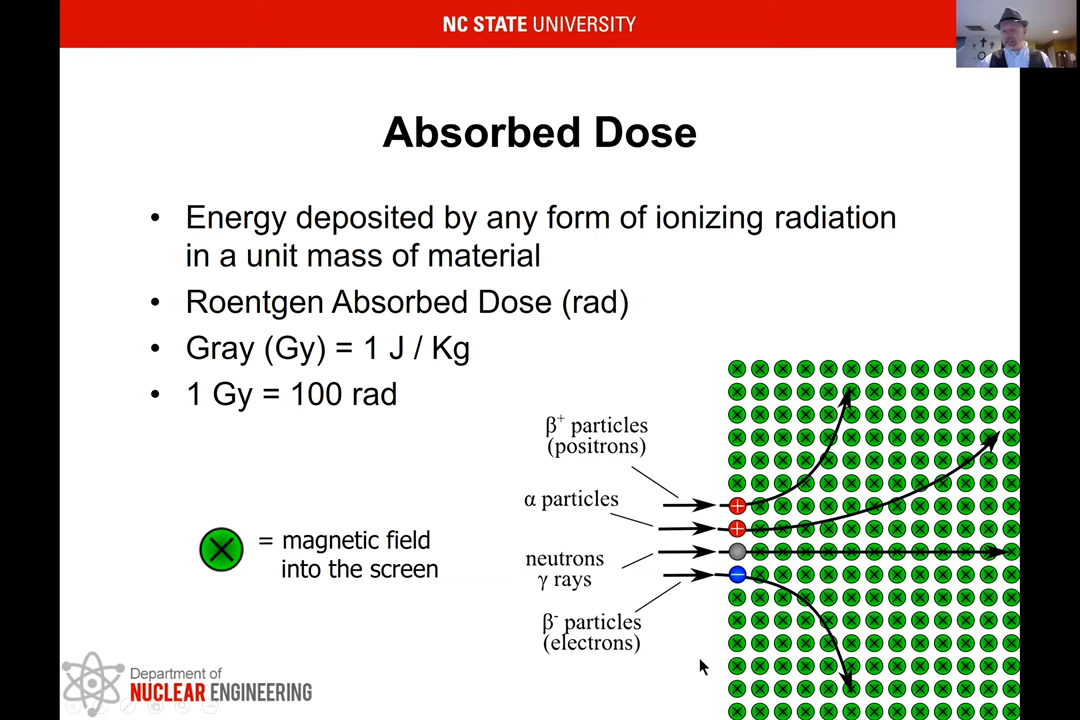 NC STATE UNIVERSITY
Absorbed Dose
• Energy deposited by any form of ionizing radiation
in a unit mass of material
• Roentgen Absorbed Dose (rad)
• Gray (Gy) = 1 J / Kg
• 1 Gy = 100 rad
β+ particles
(positrons)
α particles
neutrons
γ rays
β- particles
(electrons)
= magnetic field
into the screen
Department of
NUCLEAR ENGINEERING